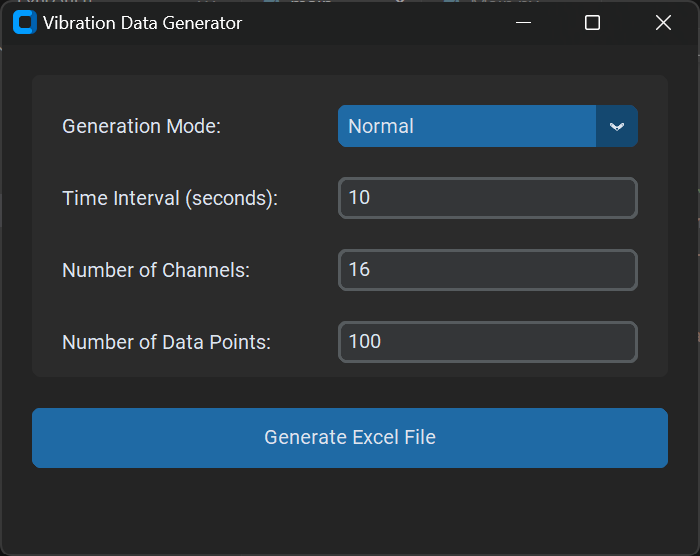 Vibration Data Generator
Generation Mode: Normal
Time Interval (seconds): 10
Number of Channels: 16
Number of Data Points: 100
Generate Excel File